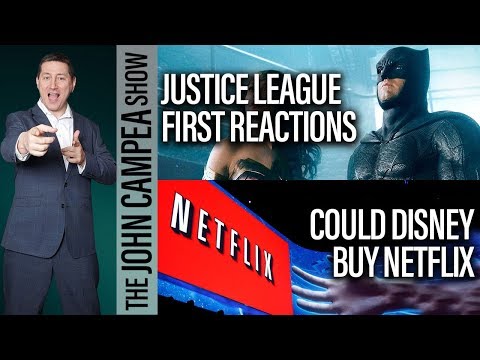 THE JOHN CAMPEA SHOW
JUSTICE LEAGUE
FIRST REACTIONS
NETFLIX
COULD DISNEY
BUY NETFLIX